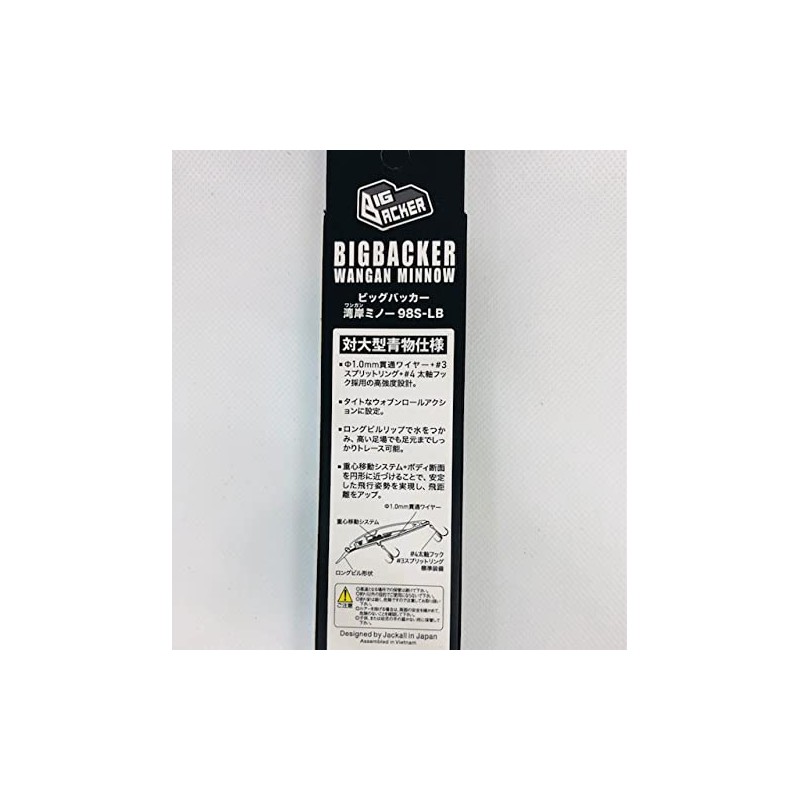 BIG
BACKER
BIGBACKER
WANGAN MINNOW
ビッグバッカー
ワンガン
湾岸ミノー98S-LB
対大型青物仕様
・Φ1.0mm貫通ワイヤー+#3
スプリットリング+#4 太軸フッ
ク採用の高強度設計。
・タイトなウォブンロールアクシ
ョンに設定。
・ロングビルリップで水をつか
み、高い足場でも足元までしっ
かりトレース可能。
・重心移動システム+ボディ断面
を円形に近づけることで、安定
した飛行姿勢を実現し、飛距
離をアップ。
Φ1.0mm貫通ワイヤー
重心移動システム
#4太軸フック
#3スプリットリング
標準装備
ロングビル形状
ご注意
Designed by Jackall in Japan
Assembled in Vietnam